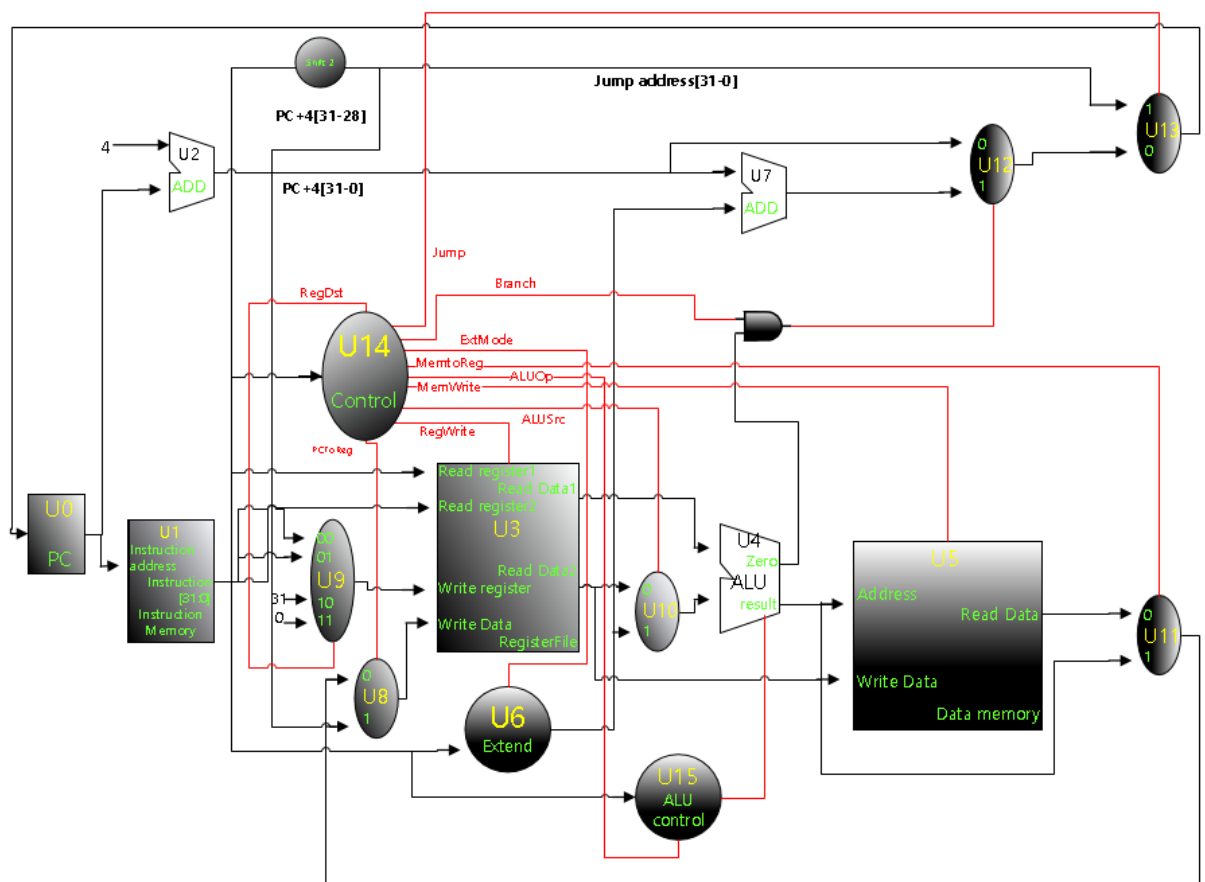 Shift 2
Jump address[31-0]
PC+4[31-28]
1
U13
0
4
U2
ADD
PC+4[31-0]
0
U12
1
U7
ADD
Jump
RegDst
Branch
U14
Control
ExtMode
MemtoReg
ALUOp
MemWrite
ALUSrc
RegWrite
PCToReg
Read register1
Read Data1
Read register2
U3
Read Data2
Write register
Write Data
RegisterFile
U0
PC
U1
Instruction
address
Instruction
[31:0]
Instruction
Memory
00
01
U9
10
11
31
0
0
U8
1
0
U10
1
U4
Zero
ALU
result
U5
Address
Read Data
Write Data
Data memory
0
U11
1
U6
Extend
U15
ALU
control